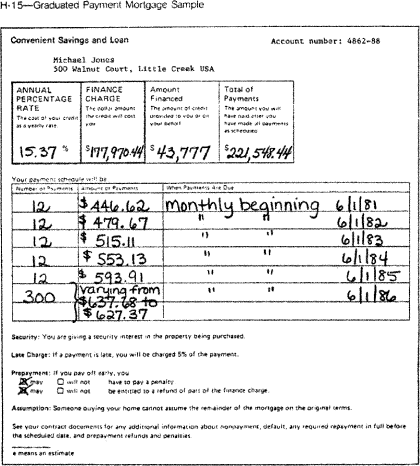 H-15—Graduated Payment Mortgage Sample
Convenient Savings and Loan Account number: 4862-88
Michael Jones
500 Walnut Court, Little Creek USA
ANNUAL PERCENTAGE RATE
The cost of your credit as a yearly rate.
15.37 %
FINANCE CHARGE
The dollar amount the credit will cost you
$177,970.44
Amount Financed
The amount of credit provided to you or on your behalf
$43,777
Total of Payments
The amount you will have paid after you have made all payments as scheduled
$221,548.44
Your payment schedule will be
Number of Payments Amount of Payments When Payments Are Due
12 $446.62 monthly beginning 6/1/81
12 $479.67 " " 6/1/82
12 $515.11 " " 6/1/83
12 $553.13 " " 6/1/84
12 $593.91 " " 6/1/85
300 varying from " " 6/1/86
$637.68 to
$627.37
Security: You are giving a security interest in the property being purchased.
Late Charge: If a payment is late, you will be charged 5% of the payment.
Prepayment: If you pay off early, you
☒ may ☐ will not have to pay a penalty
☒ may ☐ will not be entitled to a refund of part of the finance charge.
Assumption: Someone buying your home cannot assume the remainder of the mortgage on the original terms.
See your contract documents for any additional information about nonpayment, default, any required repayment in full before
the scheduled date, and prepayment refunds and penalties
e means an estimate